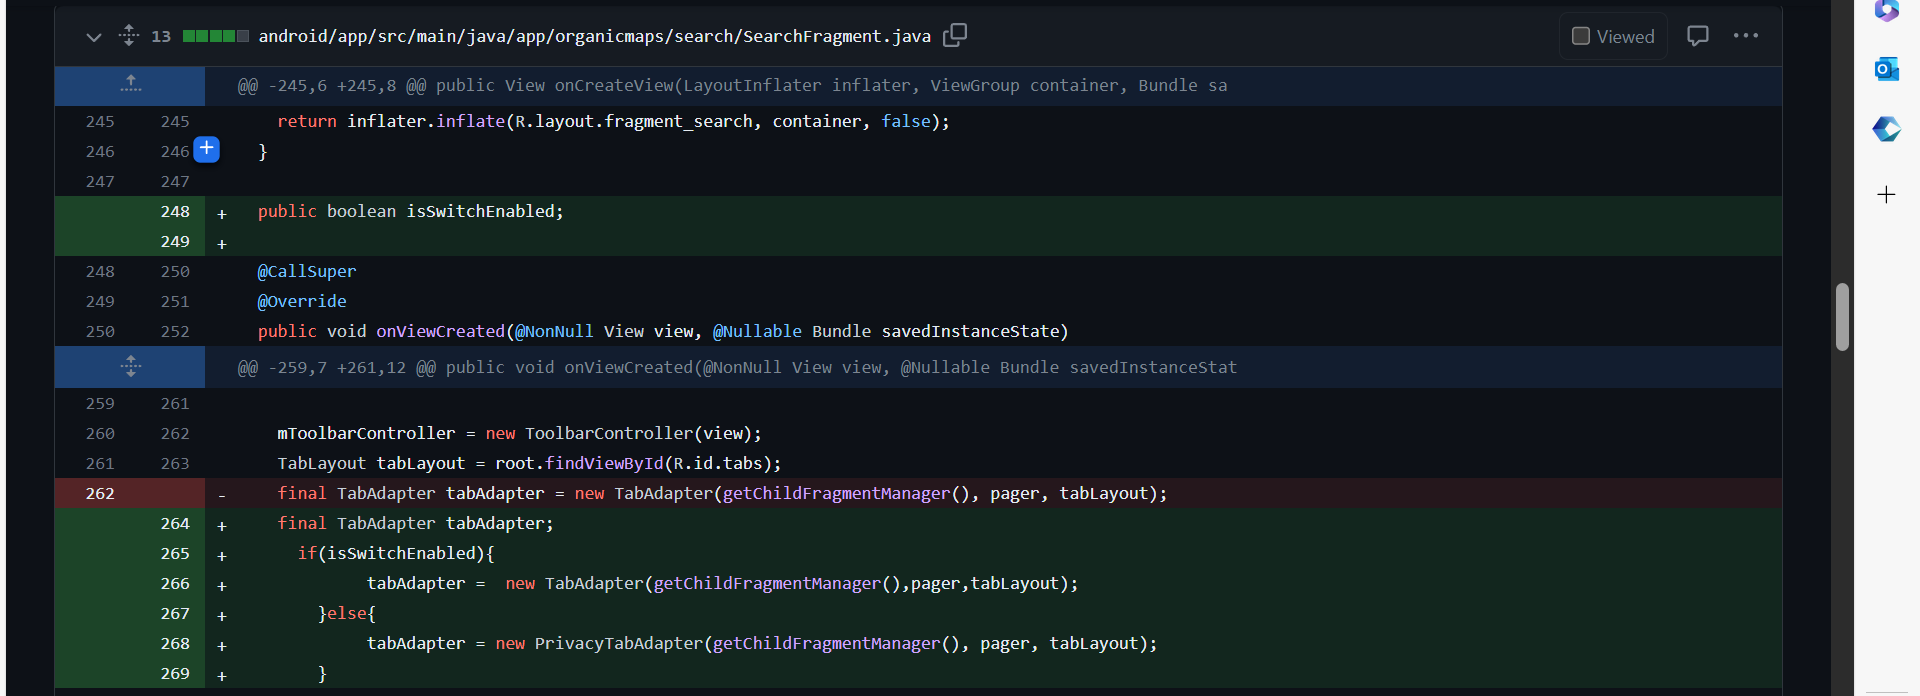 13 android/app/src/main/java/app/organicmaps/search/SearchFragment.java Viewed
@@ -245,6 +245,8 @@ public View onCreateView(LayoutInflater inflater, ViewGroup container, Bundle sa
245 245 return inflater.inflate(R.layout.fragment_search, container, false);
246 246 + }
247 247
248 + public boolean isSwitchEnabled;
249 +
248 250 @CallSuper
249 251 @Override
250 252 public void onViewCreated(@NonNull View view, @Nullable Bundle savedInstanceState)
@@ -259,7 +261,12 @@ public void onViewCreated(@NonNull View view, @Nullable Bundle savedInstanceStat
259 261
260 262 mToolbarController = new ToolbarController(view);
261 263 TabLayout tabLayout = root.findViewById(R.id.tabs);
262 - final TabAdapter tabAdapter = new TabAdapter(getChildFragmentManager(), pager, tabLayout);
264 + final TabAdapter tabAdapter;
265 + if(isSwitchEnabled){
266 + tabAdapter =  new TabAdapter(getChildFragmentManager(),pager,tabLayout);
267 + }else{
268 + tabAdapter = new PrivacyTabAdapter(getChildFragmentManager(), pager, tabLayout);
269 + }